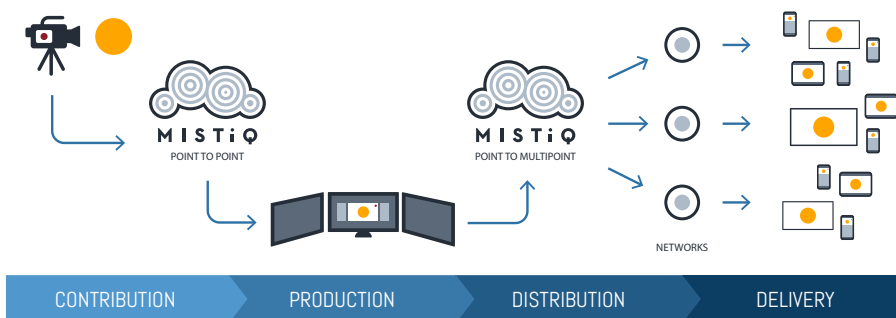 MISTiQ
POINT TO POINT
MISTiQ
POINT TO MULTIPOINT
NETWORKS
CONTRIBUTION
PRODUCTION
DISTRIBUTION
DELIVERY